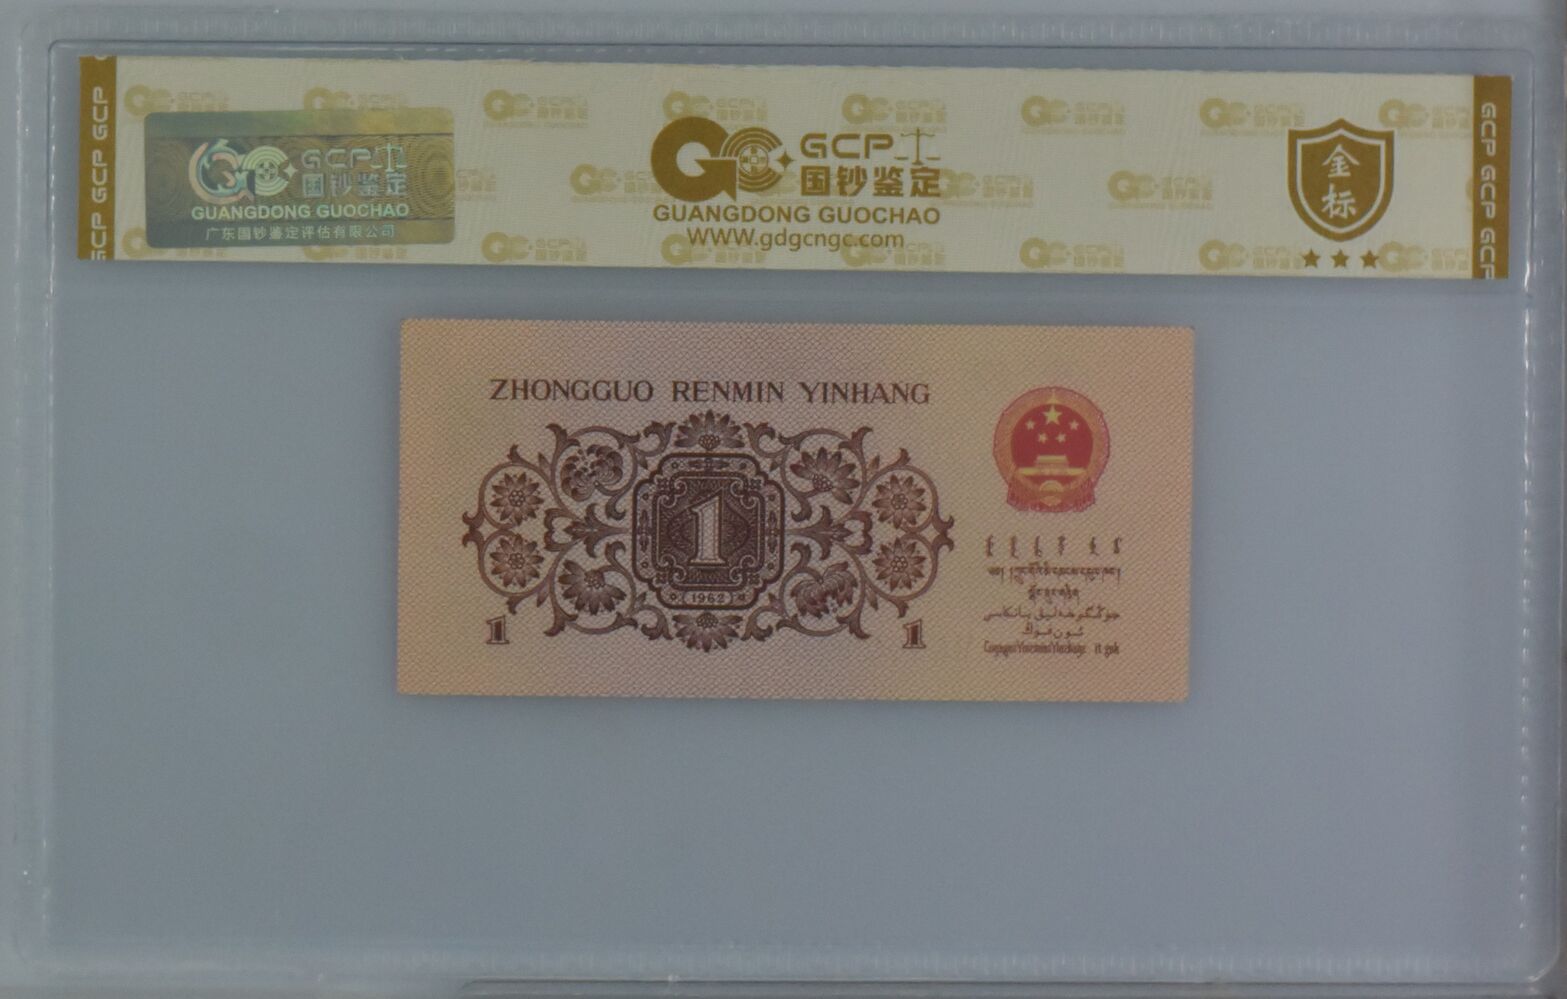 GCP
国钞鉴定
GUANGDONG GUOCHAO
广东国钞鉴定评估有限公司
GCP
国钞鉴定
GUANGDONG GUOCHAO
WWW.gdgcngc.com
金
标
GCP GCP GCP
GCP GCP GCP GCP
ZHONGGUO RENMIN YINHANG
1
1962
1
1